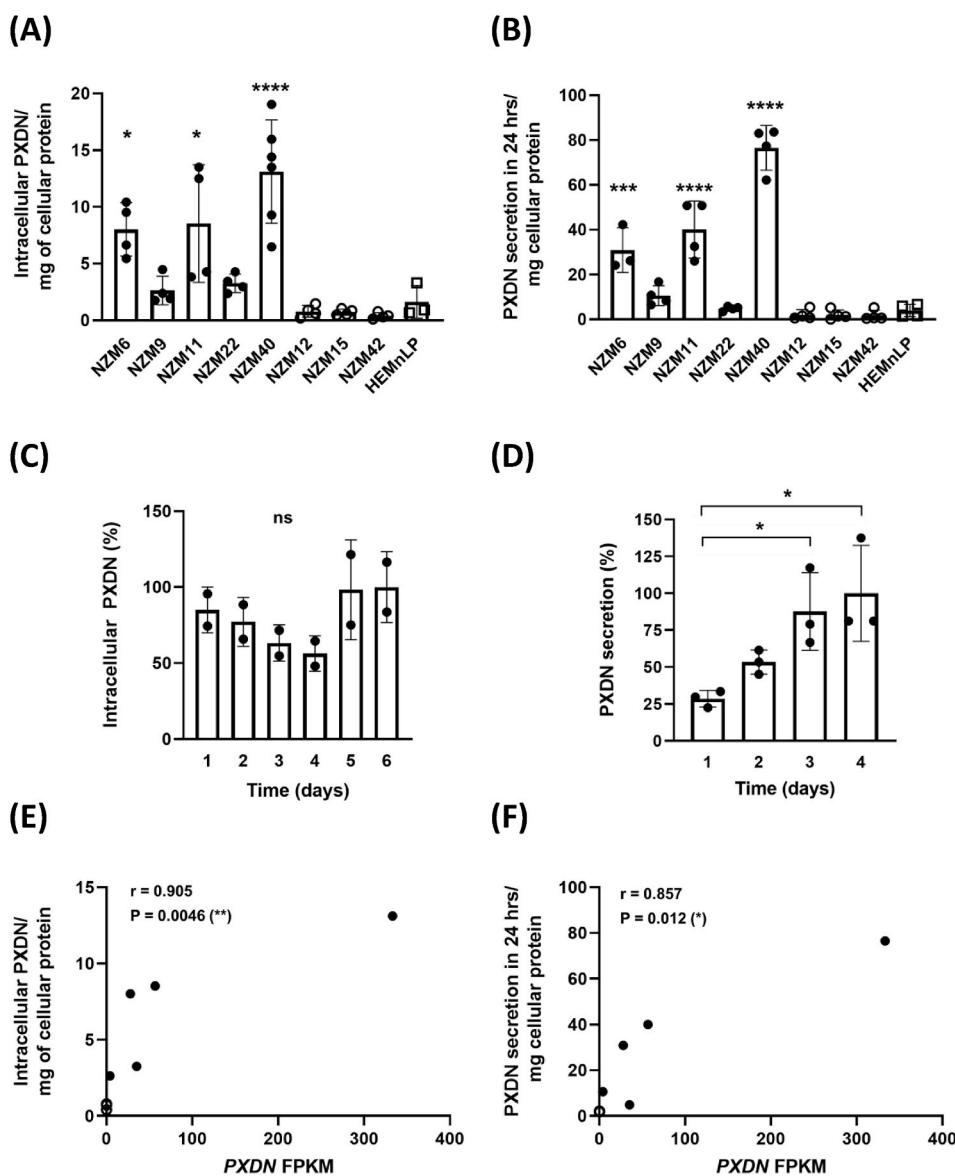 (A)
Intracellular PXDN/
mg of cellular protein
20
15
10
5
0
*
*
****
NZM6
NZM9
NZM11
NZM22
NZM40
NZM12
NZM15
NZM42
HEMnLP
(B)
PXDN secretion in 24 hrs/
mg cellular protein
100
80
60
40
20
0
***
****
****
NZM6
NZM9
NZM11
NZM22
NZM40
NZM12
NZM15
NZM42
HEMnLP
(C)
Intracellular PXDN (%)
150
100
50
0
ns
1 2 3 4 5 6
Time (days)
(D)
PXDN secretion (%)
150
125
100
75
50
25
0
*
*
1 2 3 4
Time (days)
(E)
Intracellular PXDN/
mg of cellular protein
15
10
5
0
r = 0.905
P = 0.0046 (**)
0 100 200 300 400
PXDN FPKM
(F)
PXDN secretion in 24 hrs/
mg cellular protein
100
80
60
40
20
0
r = 0.857
P = 0.012 (*)
0 100 200 300 400
PXDN FPKM